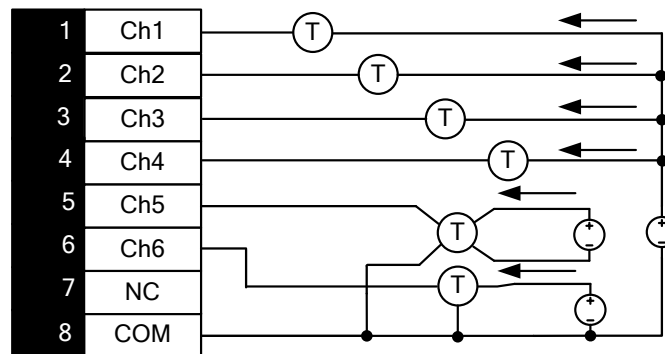 1 Ch1 T
2 Ch2 T
3 Ch3 T
4 Ch4 T
5 Ch5
6 Ch6 T + - + -
7 NC T + -
8 COM